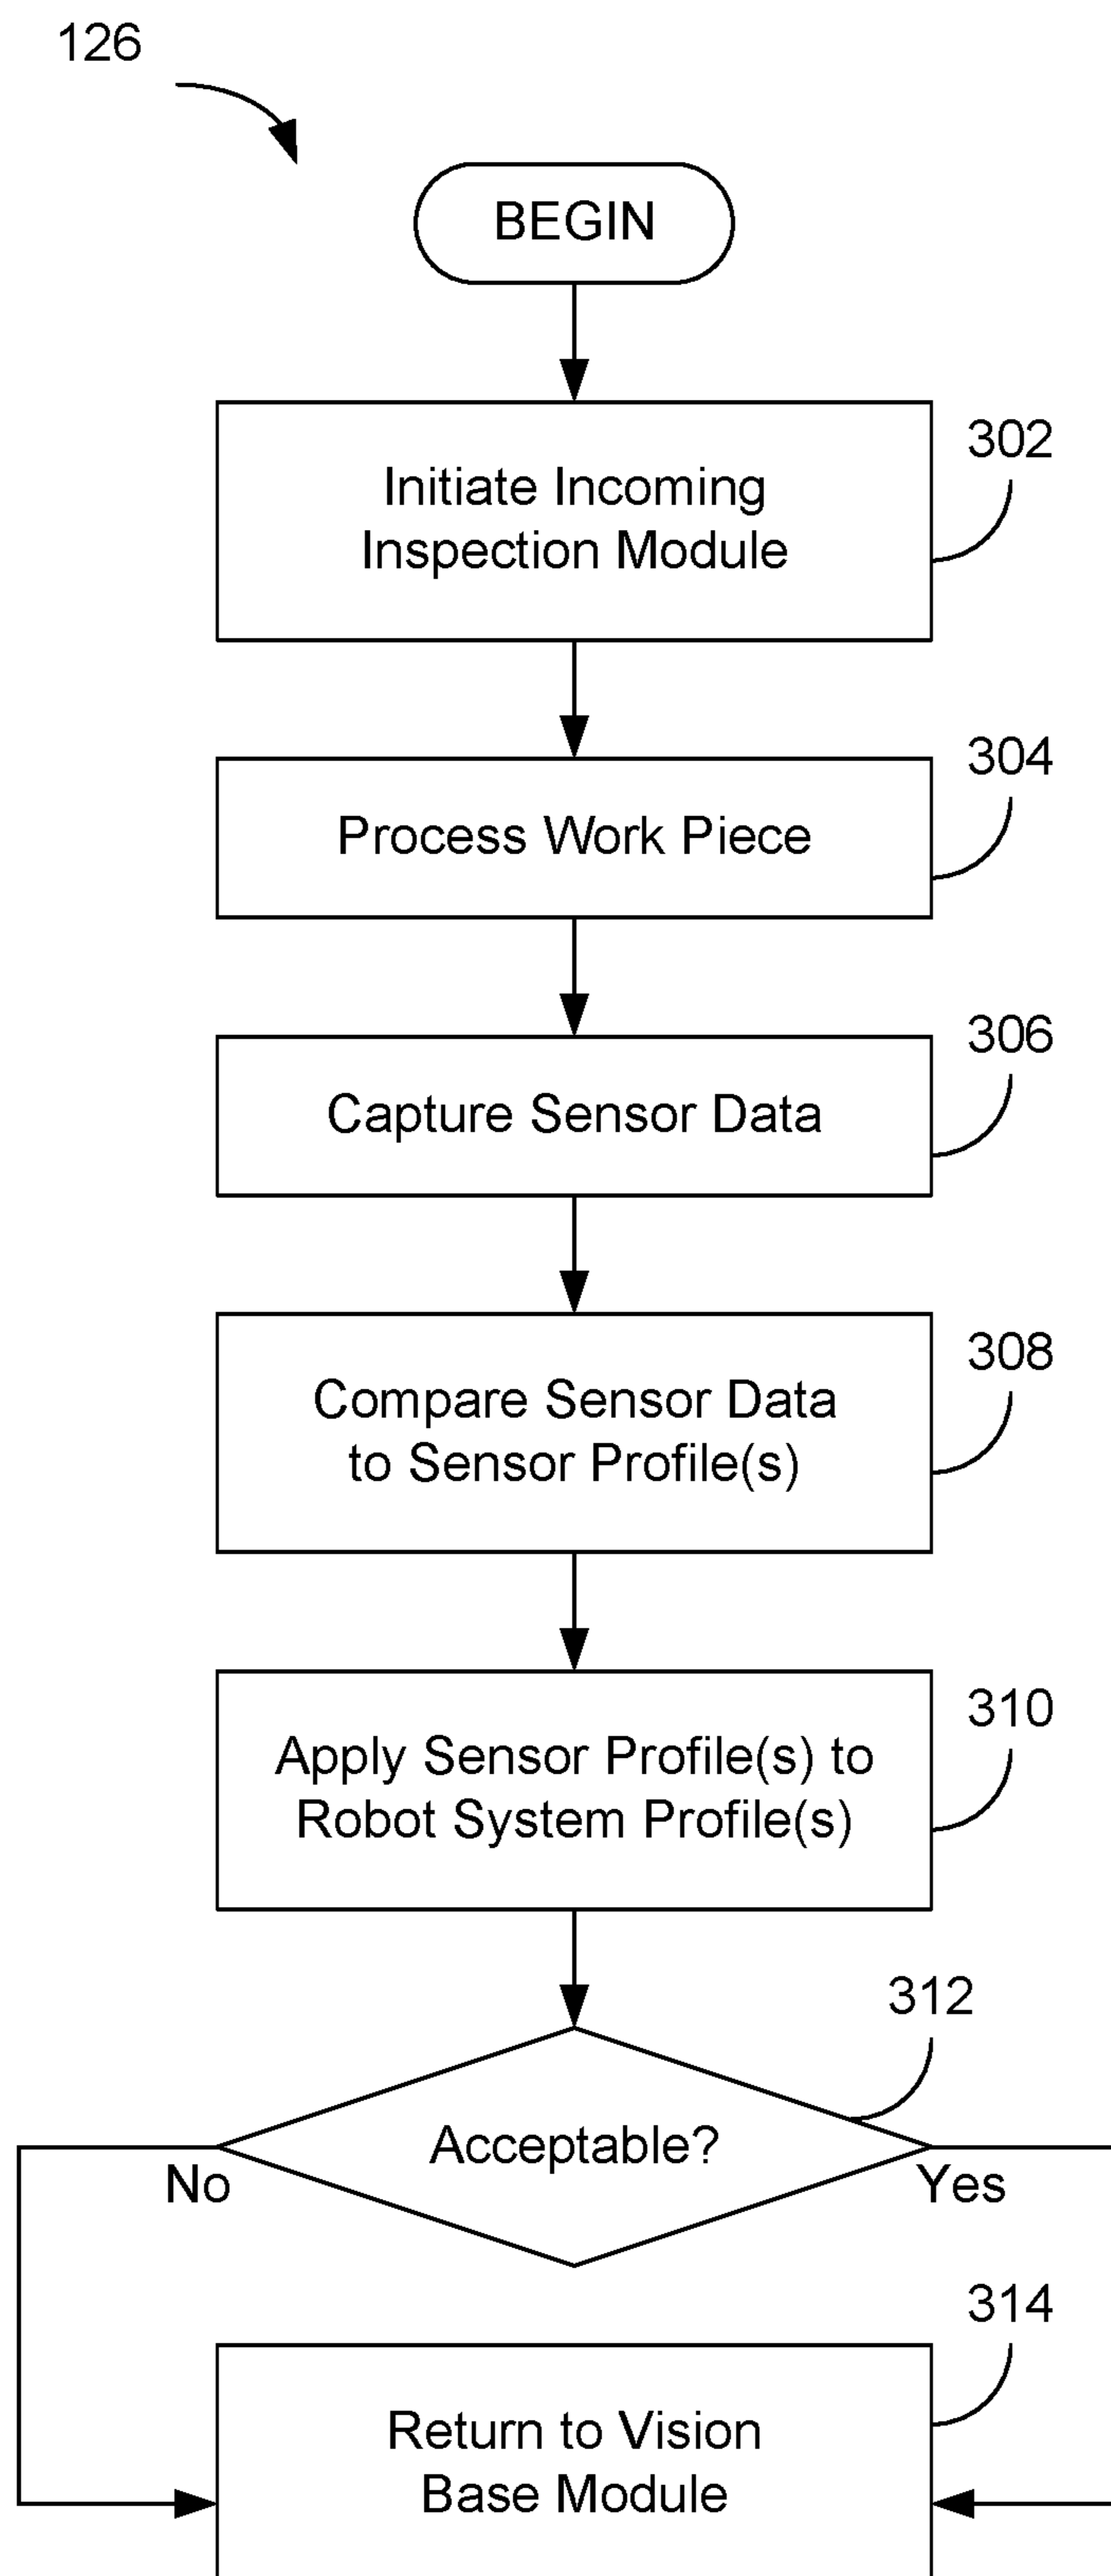 126
BEGIN
302
Initiate Incoming
Inspection Module
304
Process Work Piece
306
Capture Sensor Data
308
Compare Sensor Data
to Sensor Profile(s)
310
Apply Sensor Profile(s) to
Robot System Profile(s)
312
Acceptable?
No
Yes
314
Return to Vision
Base Module